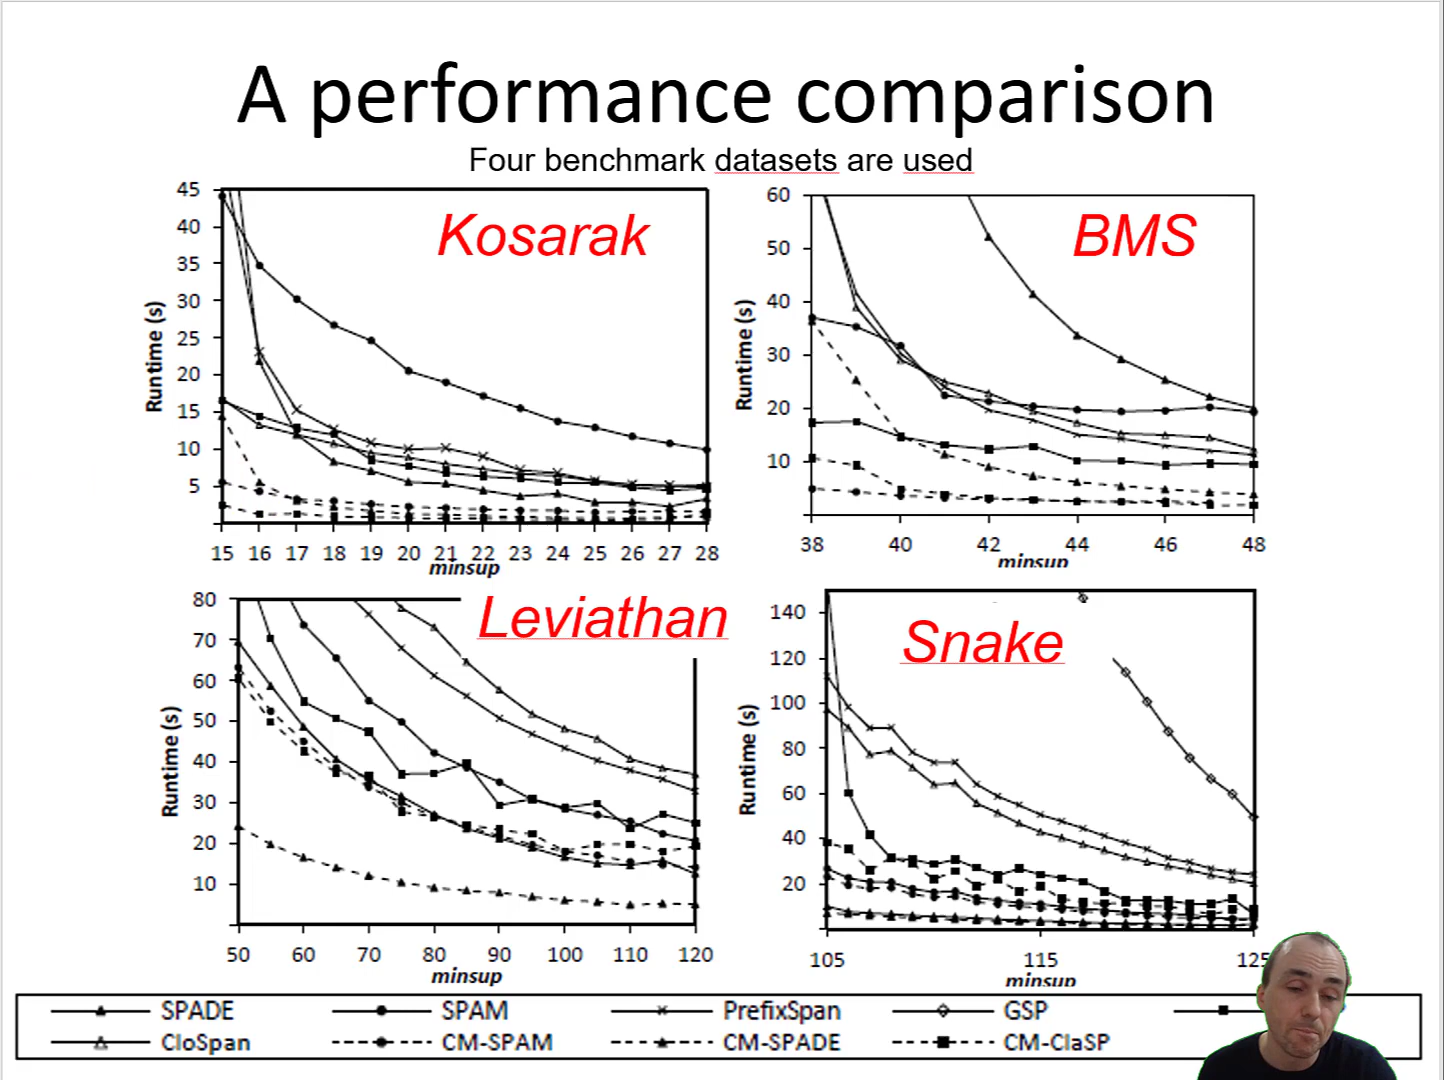 A performance comparison
Four benchmark datasets are used
Kosarak
45
40
35
30
25
20
15
10
5
Runtime (s)
15 16 17 18 19 20 21 22 23 24 25 26 27 28
minsup
BMS
60
50
40
30
20
10
Runtime (s)
38 40 42 44 46 48
minsup
Leviathan
80
70
60
50
40
30
20
10
Runtime (s)
50 60 70 80 90 100 110 120
minsup
Snake
140
120
100
80
60
40
20
Runtime (s)
105 115 125
minsup
SPADE SPAM PrefixSpan GSP
CloSpan CM-SPAM CM-SPADE CM-ClaSP